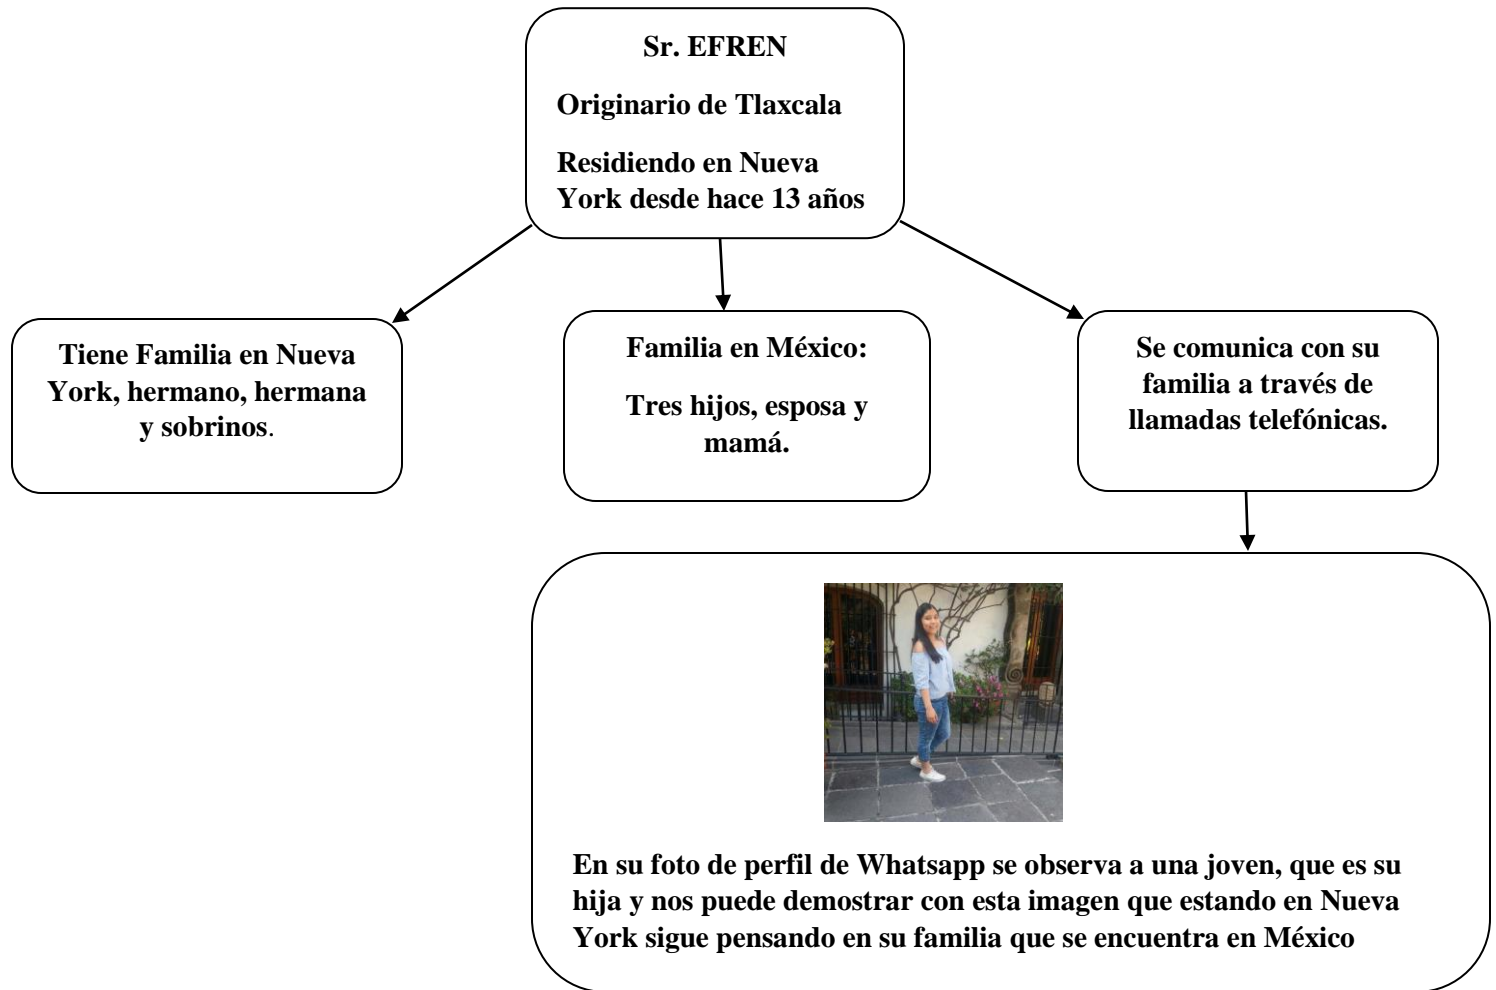 Sr. EFREN
Originario de Tlaxcala
Residiendo en Nueva
York desde hace 13 años
Tiene Familia en Nueva
York, hermano, hermana
y sobrinos.
Familia en México:
Tres hijos, esposa y
mamá.
Se comunica con su
familia a través de
llamadas telefónicas.
En su foto de perfil de Whatsapp se observa a una joven, que es su
hija y nos puede demostrar con esta imagen que estando en Nueva
York sigue pensando en su familia que se encuentra en México